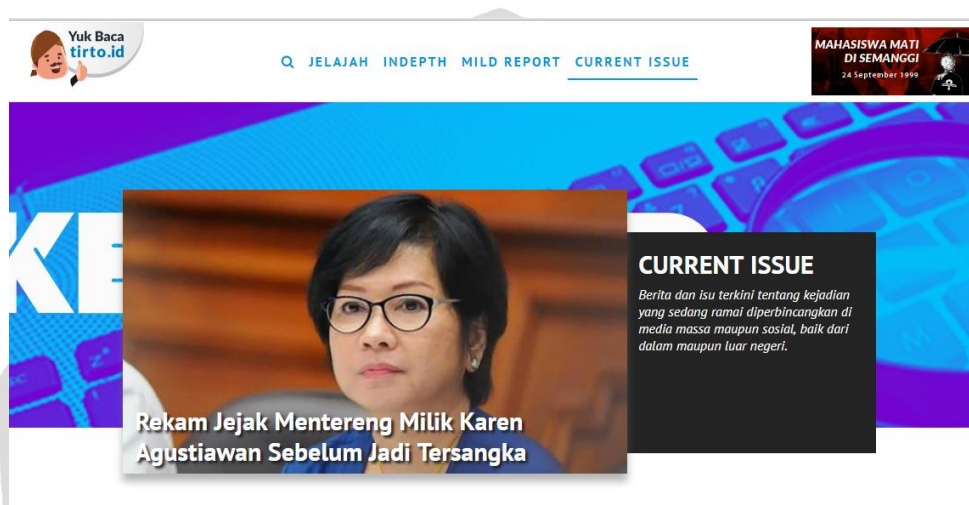 Yuk Baca
tirto.id
JELAJAH INDEPTH MILD REPORT CURRENT ISSUE
MAHASISWA MATI
DI SEMANGGI
24 September 1999
KE
CURRENT ISSUE
Berita dan isu terkini tentang kejadian
yang sedang ramai diperbincangkan di
media massa maupun sosial, baik dari
dalam maupun luar negeri.
Rekam Jejak Mentereng Milik Karen
Agustiawan Sebelum Jadi Tersangka